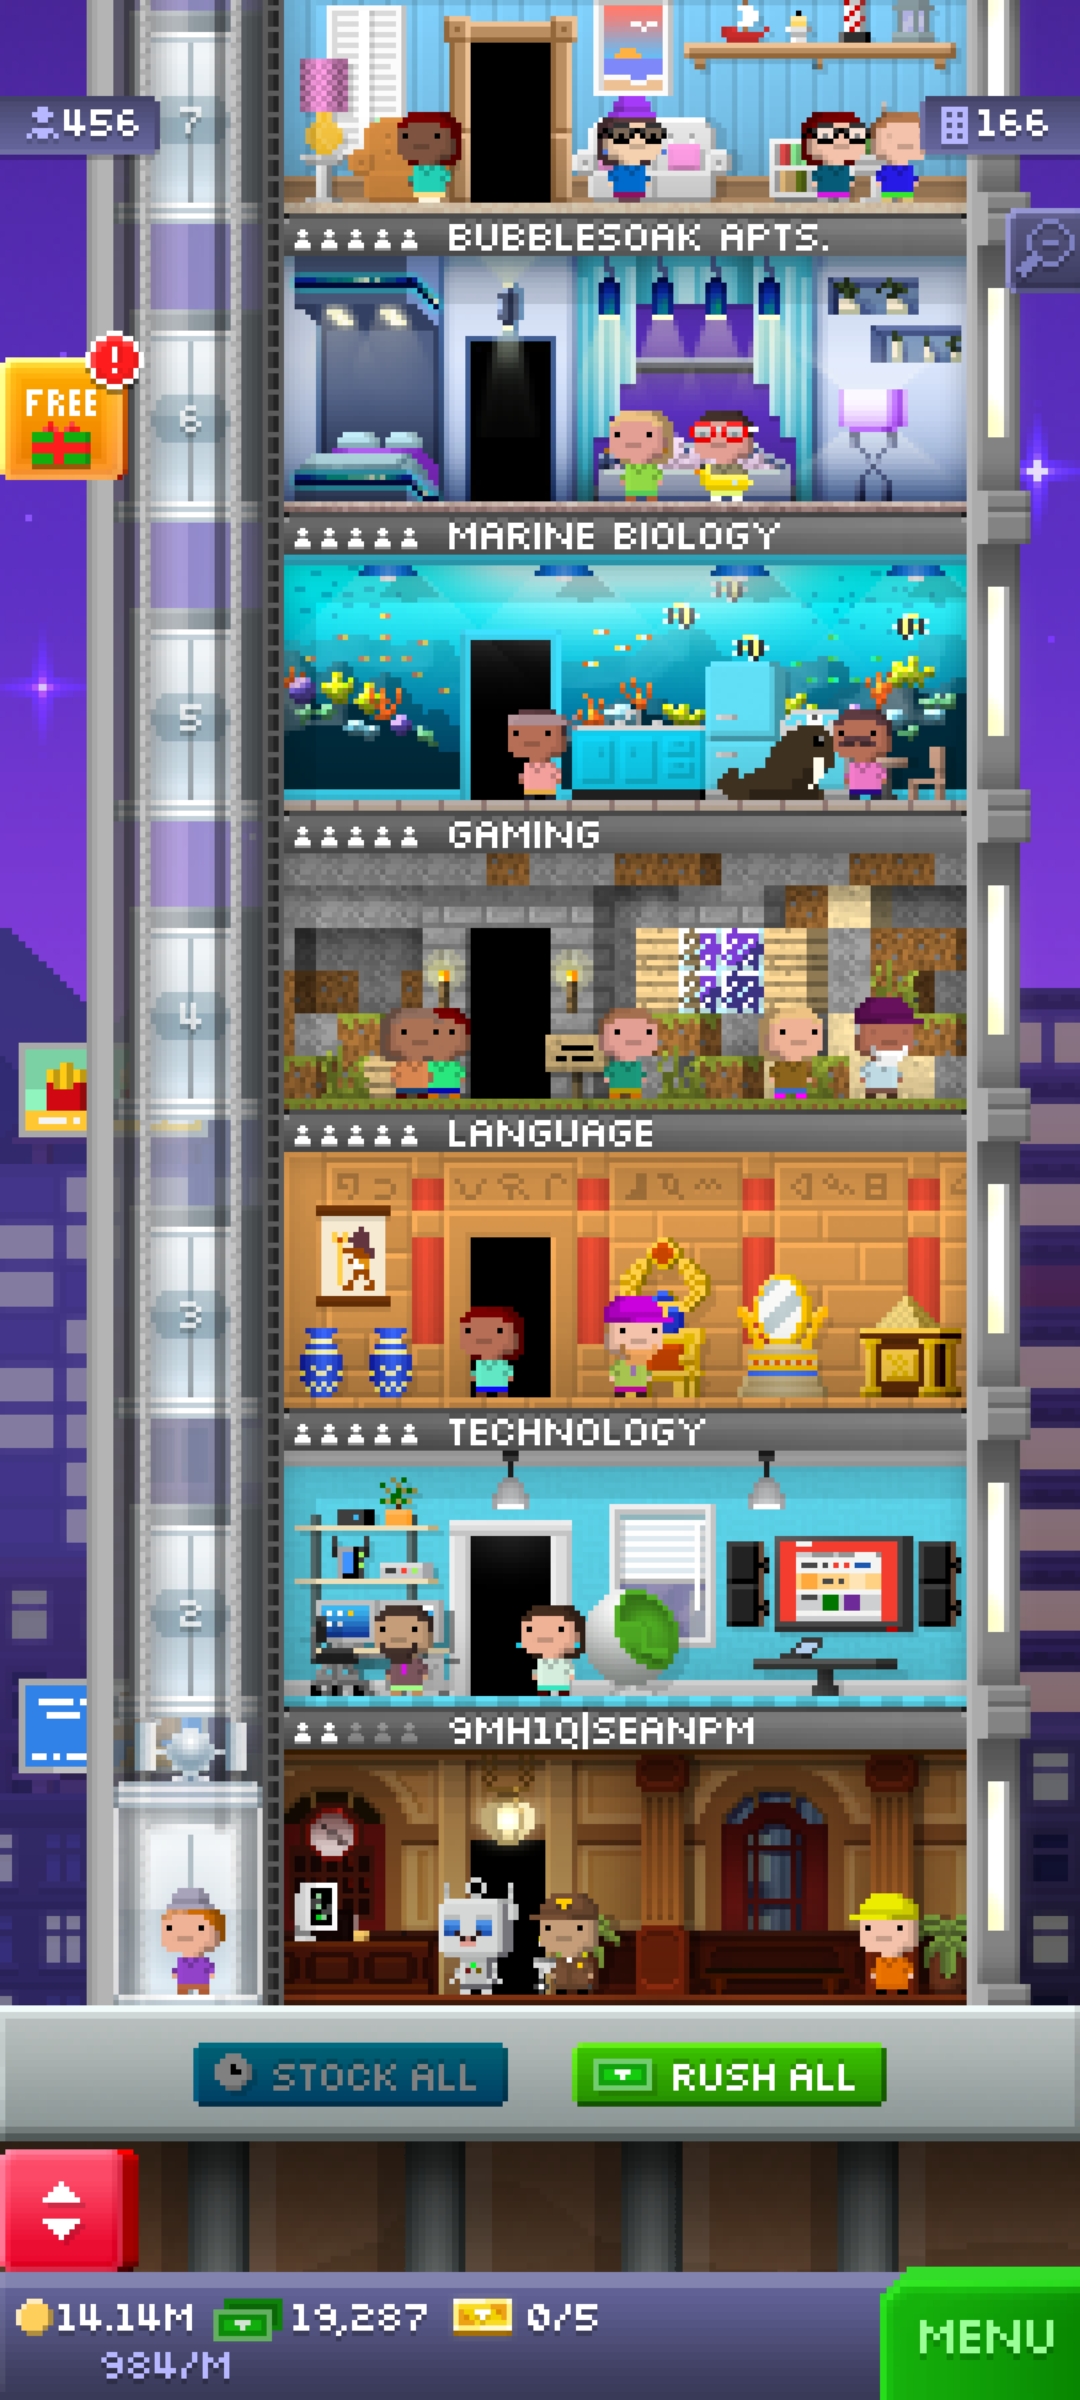 456
7
166
BUBBLESOAK APTS.
FREE
!
6
MARINE BIOLOGY
5
GAMING
4
LANGUAGE
3
TECHNOLOGY
2
9MH1Q|SEANPM
STOCK ALL
RUSH ALL
14.14M
19,287
0/5
984/M
MENU